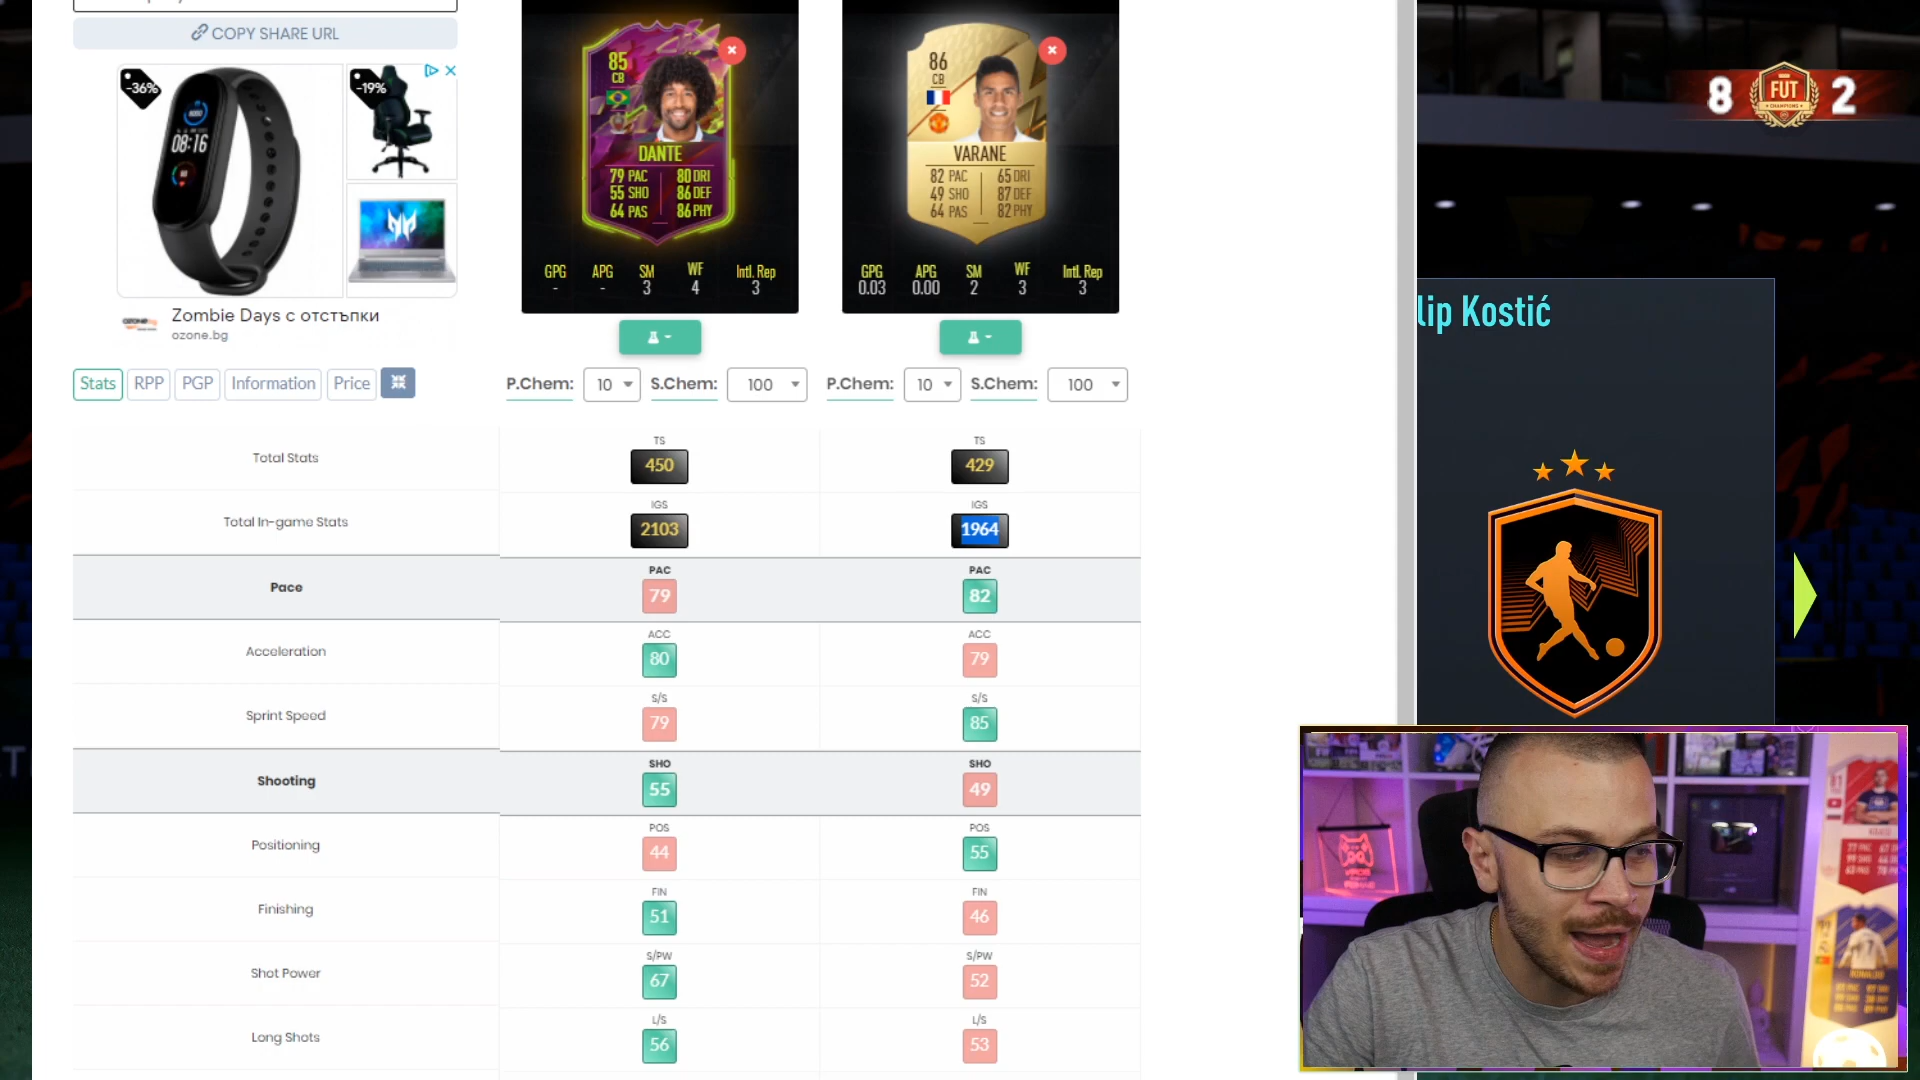 COPY SHARE URL
-36%
-19%
08:16
Zombie Days с отстъпки
ozone.bg
Stats
RPP
PGP
Information
Price
85
CB
DANTE
79 PAC 80 DRI
55 SHO 86 DEF
64 PAS 86 PHY
GPG APG SM WF Intl. Rep
- - 3 4 3
86
CB
VARANE
82 PAC 65 DRI
49 SHO 87 DEF
64 PAS 82 PHY
GPG APG SM WF Intl. Rep
0.03 0.00 2 3 3
P.Chem: 10 S.Chem: 100
P.Chem: 10 S.Chem: 100
TS TS
Total Stats 450 429
IGS IGS
Total In-game Stats 2103 1964
PAC PAC
Pace 79 82
ACC ACC
Acceleration 80 79
S/S S/S
Sprint Speed 79 85
SHO SHO
Shooting 55 49
POS POS
Positioning 44 55
FIN FIN
Finishing 51 46
S/PW S/PW
Shot Power 67 52
L/S L/S
Long Shots 56 53
8 FUT 2
CHAMPIONS
lip Kostić
RONALDO